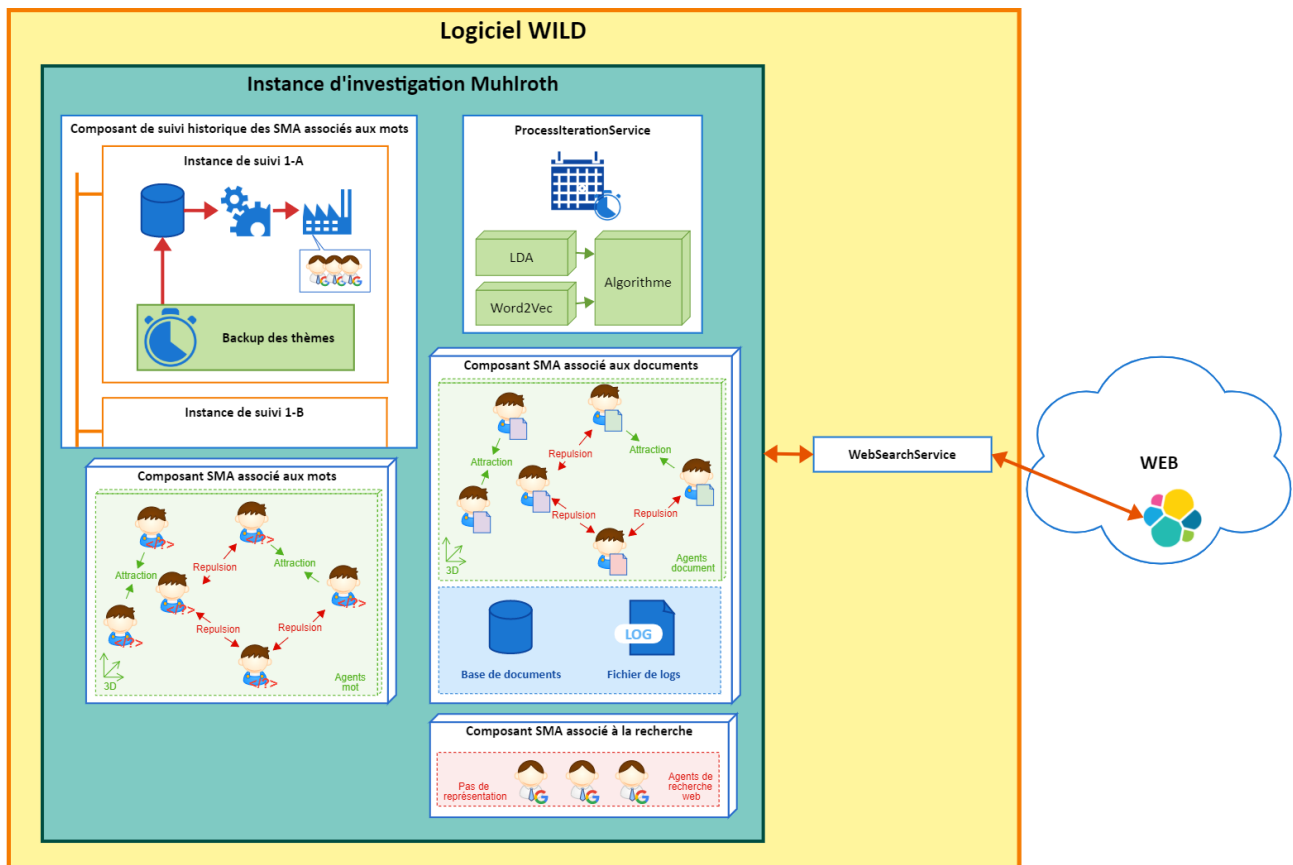 Logiciel WILD
Instance d'investigation Muhlroth
Composant de suivi historique des SMA associés aux mots
Instance de suivi 1-A
Backup des thèmes
Instance de suivi 1-B
ProcessIterationService
LDA
Word2Vec
Algorithme
Composant SMA associé aux mots
Attraction
Repulsion
Attraction
Repulsion
Repulsion
3D
Agents
mot
Composant SMA associé aux documents
Attraction
Repulsion
Attraction
Repulsion
Repulsion
3D
Agents
document
LOG
Base de documents
Fichier de logs
Composant SMA associé à la recherche
Pas de
représentation
Agents de
recherche
web
WebSearchService
WEB